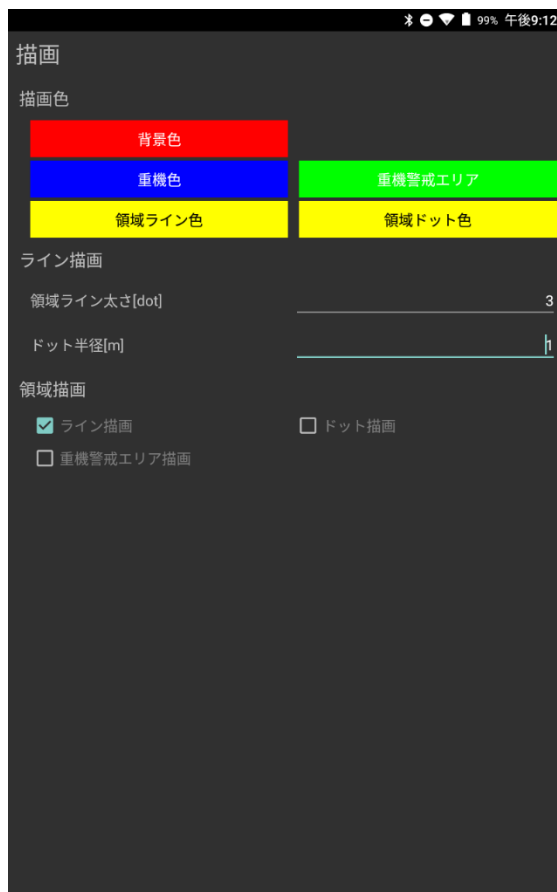 99% 午後9:12
描画
描画色
背景色
重機色 重機警戒エリア
領域ライン色 領域ドット色
ライン描画
領域ライン太さ[dot] 3
ドット半径[m] 1
領域描画
ライン描画 ドット描画
重機警戒エリア描画